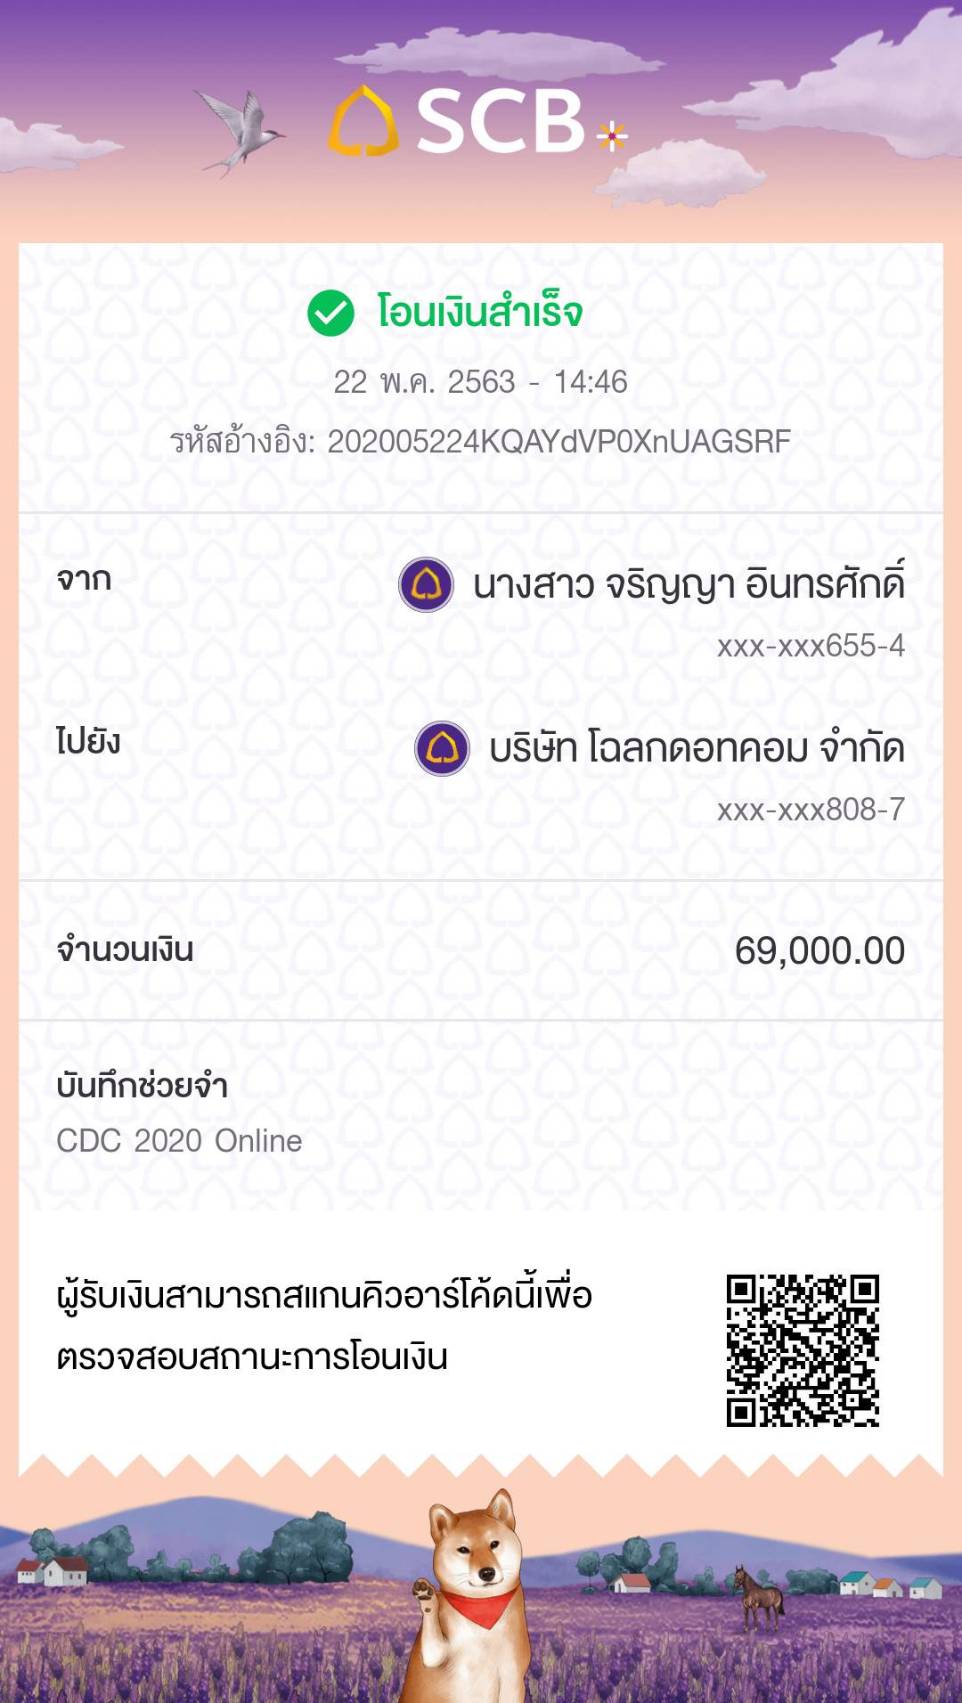 SCB
โอนเงินสำเร็จ
22 พ.ค. 2563 - 14:46
รหัสอ้างอิง: 202005224KQAYdVP0XnUAGSRF
จาก
นางสาว จริญญา อินทรศักดิ์
xxx-xxx655-4
ไปยัง
บริษัท โฉลกดอทคอม จำกัด
xxx-xxx808-7
จำนวนเงิน 69,000.00
บันทึกช่วยจำ
CDC 2020 Online
ผู้รับเงินสามารถสแกนคิวอาร์โค้ดนี้เพื่อ
ตรวจสอบสถานะการโอนเงิน